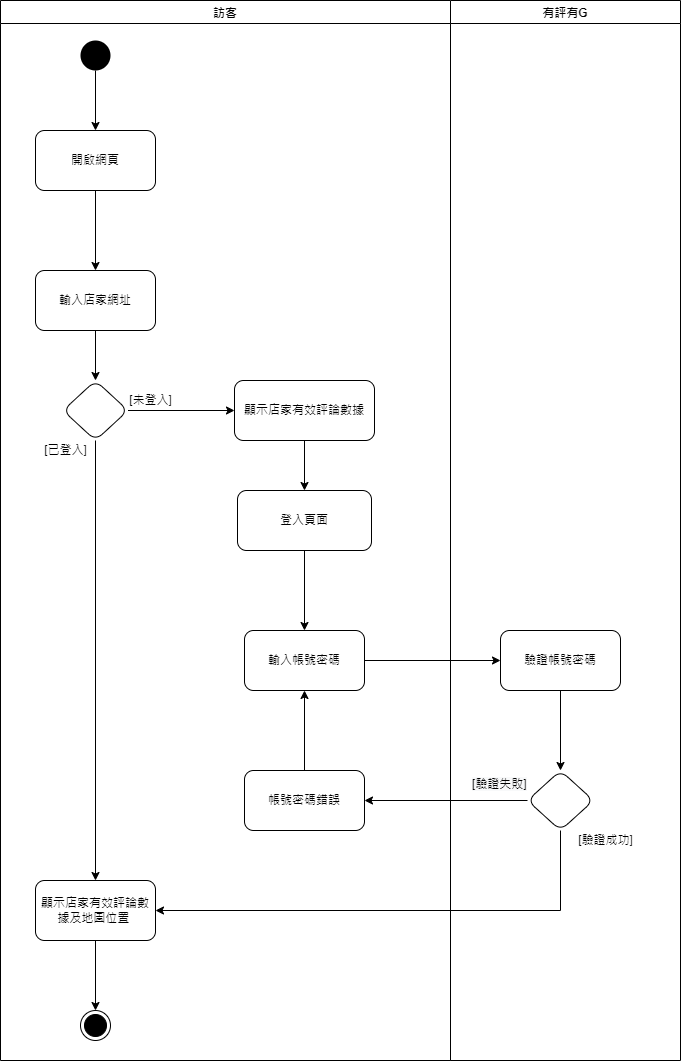 訪客
有評有G
開啟網頁
輸入店家網址
[未登入]
顯示店家有效評論數據
[已登入]
登入頁面
輸入帳號密碼
驗證帳號密碼
[驗證失敗]
帳號密碼錯誤
[驗證成功]
顯示店家有效評論數
據及地圖位置